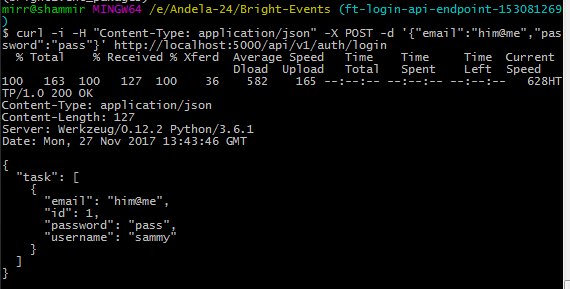 mirr@shammir MINGW64 /e/Andela-24/Bright-Events (ft-login-api-endpoint-153081269
)
$ curl -i -H "Content-Type: application/json" -X POST -d '{"email":"him@me","pas
sword":"pass"}' http://localhost:5000/api/v1/auth/login
  % Total    % Received % Xferd  Average Speed   Time    Time     Time  Current
                                 Dload  Upload   Total   Spent    Left  Speed
100   163  100   127  100    36    582    165 --:--:-- --:--:-- --:--:--   628HT
TP/1.0 200 OK
Content-Type: application/json
Content-Length: 127
Server: Werkzeug/0.12.2 Python/3.6.1
Date: Mon, 27 Nov 2017 13:43:46 GMT

{
  "task": [
    {
      "email": "him@me",
      "id": 1,
      "password": "pass",
      "username": "sammy"
    }
  ]
}